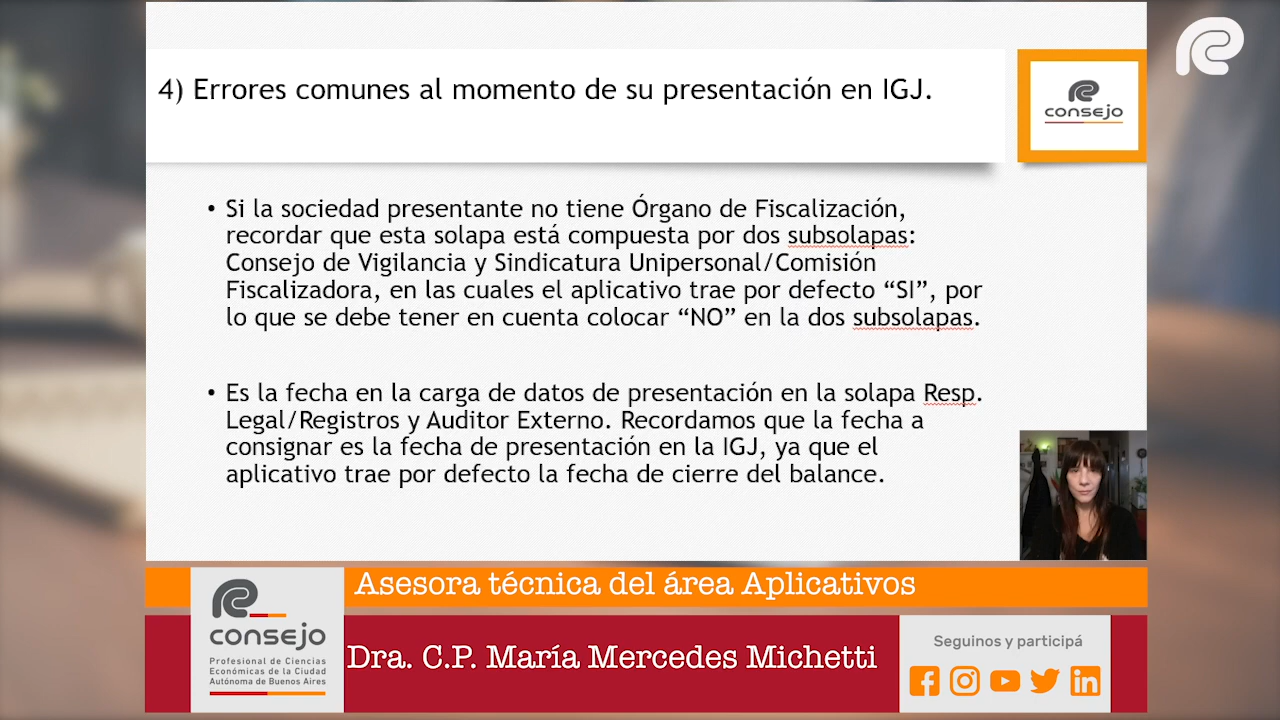 4) Errores comunes al momento de su presentación en IGJ.
consejo
• Si la sociedad presentante no tiene Órgano de Fiscalización,
recordar que esta solapa está compuesta por dos subsolapas:
Consejo de Vigilancia y Sindicatura Unipersonal/Comisión
Fiscalizadora, en las cuales el aplicativo trae por defecto “SI”, por
lo que se debe tener en cuenta colocar “NO” en la dos subsolapas.
• Es la fecha en la carga de datos de presentación en la solapa Resp.
Legal/Registros y Auditor Externo. Recordamos que la fecha a
consignar es la fecha de presentación en la IGJ, ya que el
aplicativo trae por defecto la fecha de cierre del balance.
Asesora técnica del área Aplicativos
consejo
Profesional de Ciencias
Económicas de la Ciudad
Autónoma de Buenos Aires
Dra. C.P. María Mercedes Michetti
Seguinos y participá